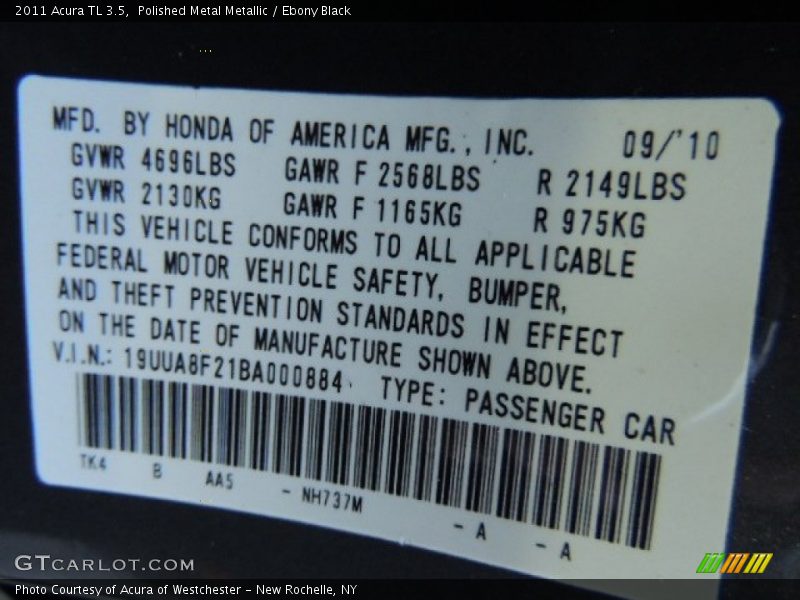 2011 Acura TL 3.5,  Polished Metal Metallic / Ebony Black
MFD. BY HONDA OF AMERICA MFG., INC. 09/'10
GVWR 4696LBS GAWR F 2568LBS R 2149LBS
GVWR 2130KG GAWR F 1165KG R 975KG
THIS VEHICLE CONFORMS TO ALL APPLICABLE
FEDERAL MOTOR VEHICLE SAFETY, BUMPER,
AND THEFT PREVENTION STANDARDS IN EFFECT
ON THE DATE OF MANUFACTURE SHOWN ABOVE.
V.I.N.: 19UUA8F21BA000884 TYPE: PASSENGER CAR
TK4 B AA5 - NH737M - A - A
GTCARLOT.COM
Photo Courtesy of Acura of Westchester – New Rochelle, NY